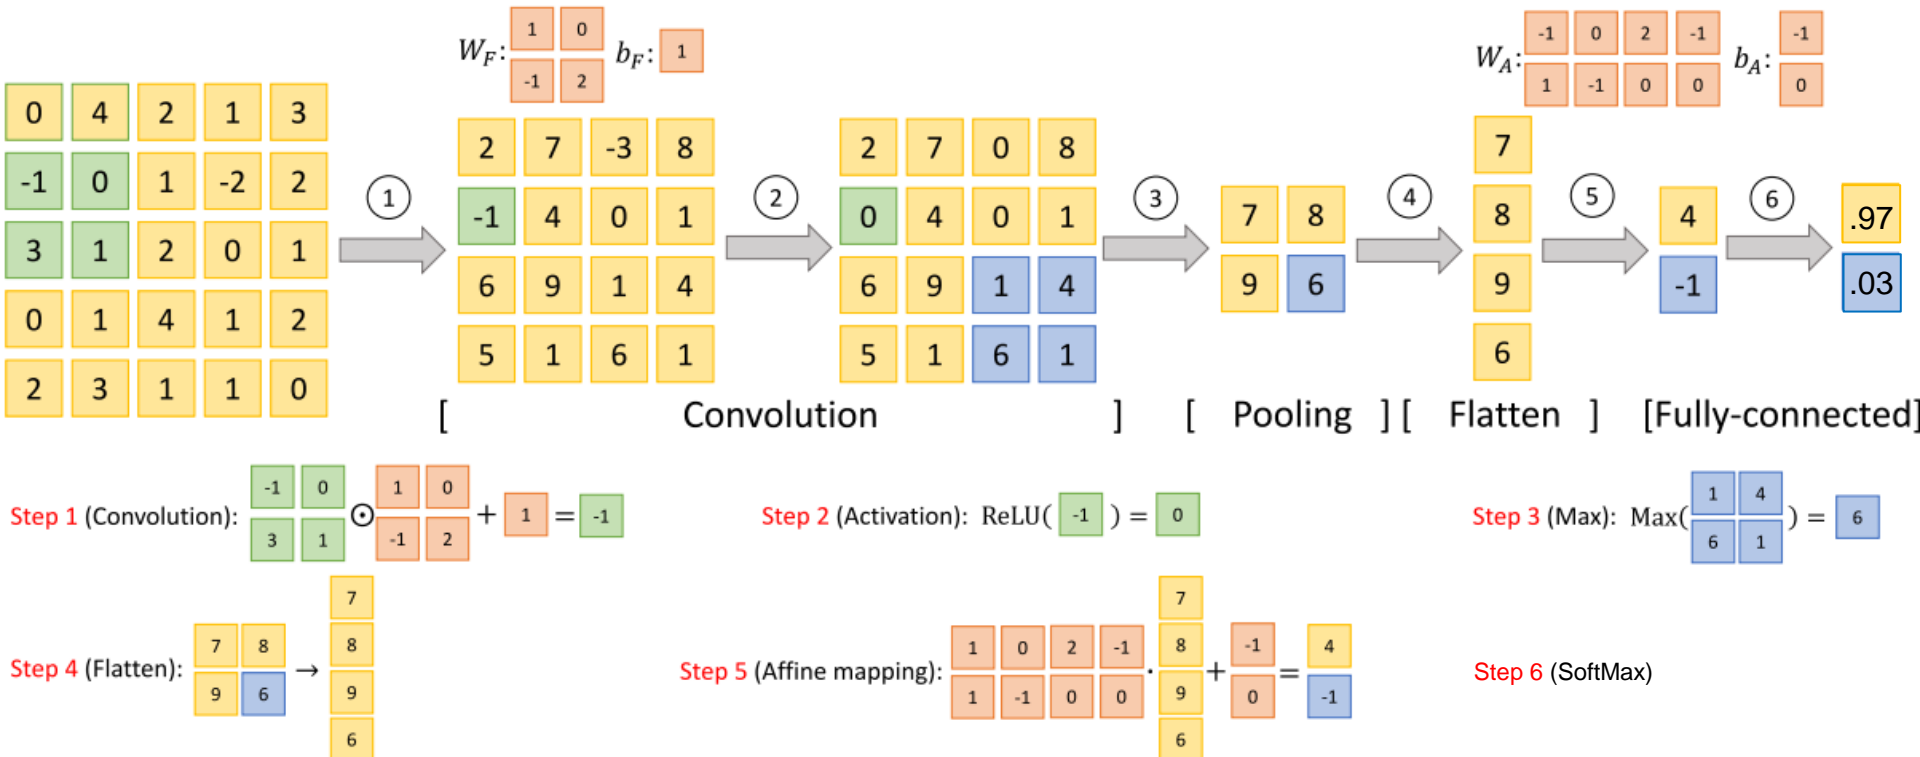 W_F: 1 0 b_F: 1
-1 2
W_A: -1 0 2 -1 b_A: -1
1 -1 0 0 0
0 4 2 1 3
-1 0 1 -2 2
3 1 2 0 1
0 1 4 1 2
2 3 1 1 0
1
2 7 -3 8
-1 4 0 1
6 9 1 4
5 1 6 1
2
2 7 0 8
0 4 0 1
6 9 1 4
5 1 6 1
3
7 8
9 6
4
7
8
9
6
5
4
-1
6
.97
.03
[ Convolution ] [ Pooling ] [ Flatten ] [Fully-connected]
Step 1 (Convolution): -1 0 ⊙ 1 0 + 1 = -1
3 1 -1 2
Step 2 (Activation): ReLU( -1 ) = 0
Step 3 (Max): Max( 1 4 ) = 6
6 1
Step 4 (Flatten): 7 8 → 7
9 6 8
9
6
Step 5 (Affine mapping): 1 0 2 -1 · 7 + -1 = 4
1 -1 0 0 8 0 -1
9
6
Step 6 (SoftMax)